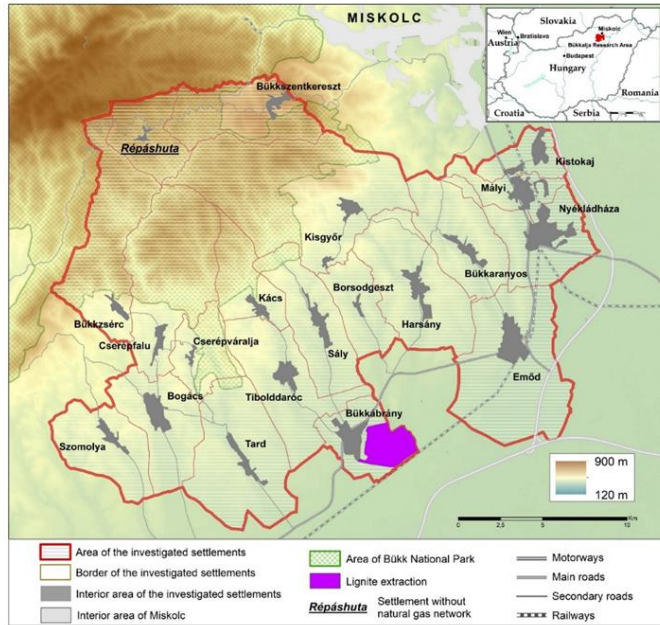 MISKOLC
Slovakia
Wien
Bratislava
Austria
Miskolc
Bükkalja Research Area
Budapest
Hungary
Romania
Croatia
Serbia
Bükkszentkereszt
Répáshuta
Kistokaj
Mályi
Nyékládháza
Kisgyőr
Bükkaranyos
Borsodgeszt
Kács
Harsány
Bükkzsérc
Cserépfalu
Cserépváralja
Sály
Emőd
Bogács
Tibolddaróc
Bükkábrány
Szomolya
Tard
900 m
120 m
0 2,5 5 10
Km
Area of the investigated settlements
Border of the investigated settlements
Interior area of the investigated settlements
Interior area of Miskolc
Area of Bükk National Park
Lignite extraction
Répáshuta Settlement without
natural gas network
Motorways
Main roads
Secondary roads
Railways